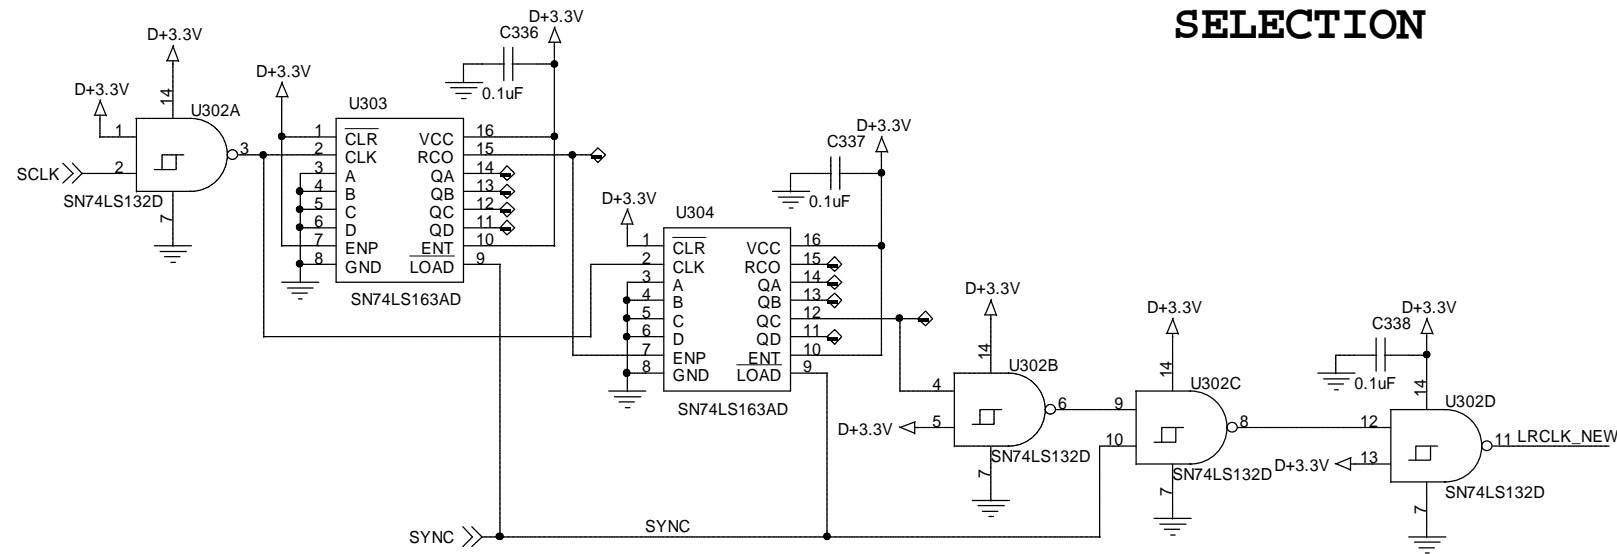 SELECTION
D+3.3V
D+3.3V
14
U302A
1
2
3
SCLK
SN74LS132D
7
D+3.3V
U303
C336
D+3.3V
0.1uF
1 CLR VCC 16
2 CLK RCO 15
3 A QA 14
4 B QB 13
5 C QC 12
6 D QD 11
7 ENP ENT 10
8 GND LOAD 9
SN74LS163AD
C337
D+3.3V
0.1uF
D+3.3V
U304
1 CLR VCC 16
2 CLK RCO 15
3 A QA 14
4 B QB 13
5 C QC 12
6 D QD 11
7 ENP ENT 10
8 GND LOAD 9
SN74LS163AD
D+3.3V
14
U302B
4
D+3.3V 5
6
SN74LS132D
7
D+3.3V
14
U302C
9
10
8
SN74LS132D
7
D+3.3V
C338
0.1uF
14
U302D
12
D+3.3V 13
11 LRCLK_NEW
SN74LS132D
7
SYNC
SYNC